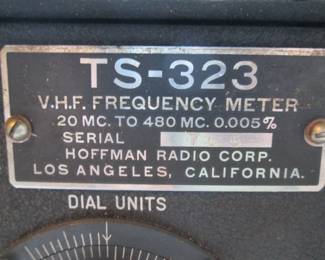 TS-323
V.H.F. FREQUENCY METER
20 MC. TO 480 MC. 0.005%
SERIAL
HOFFMAN RADIO CORP.
LOS ANGELES, CALIFORNIA.
DIAL UNITS